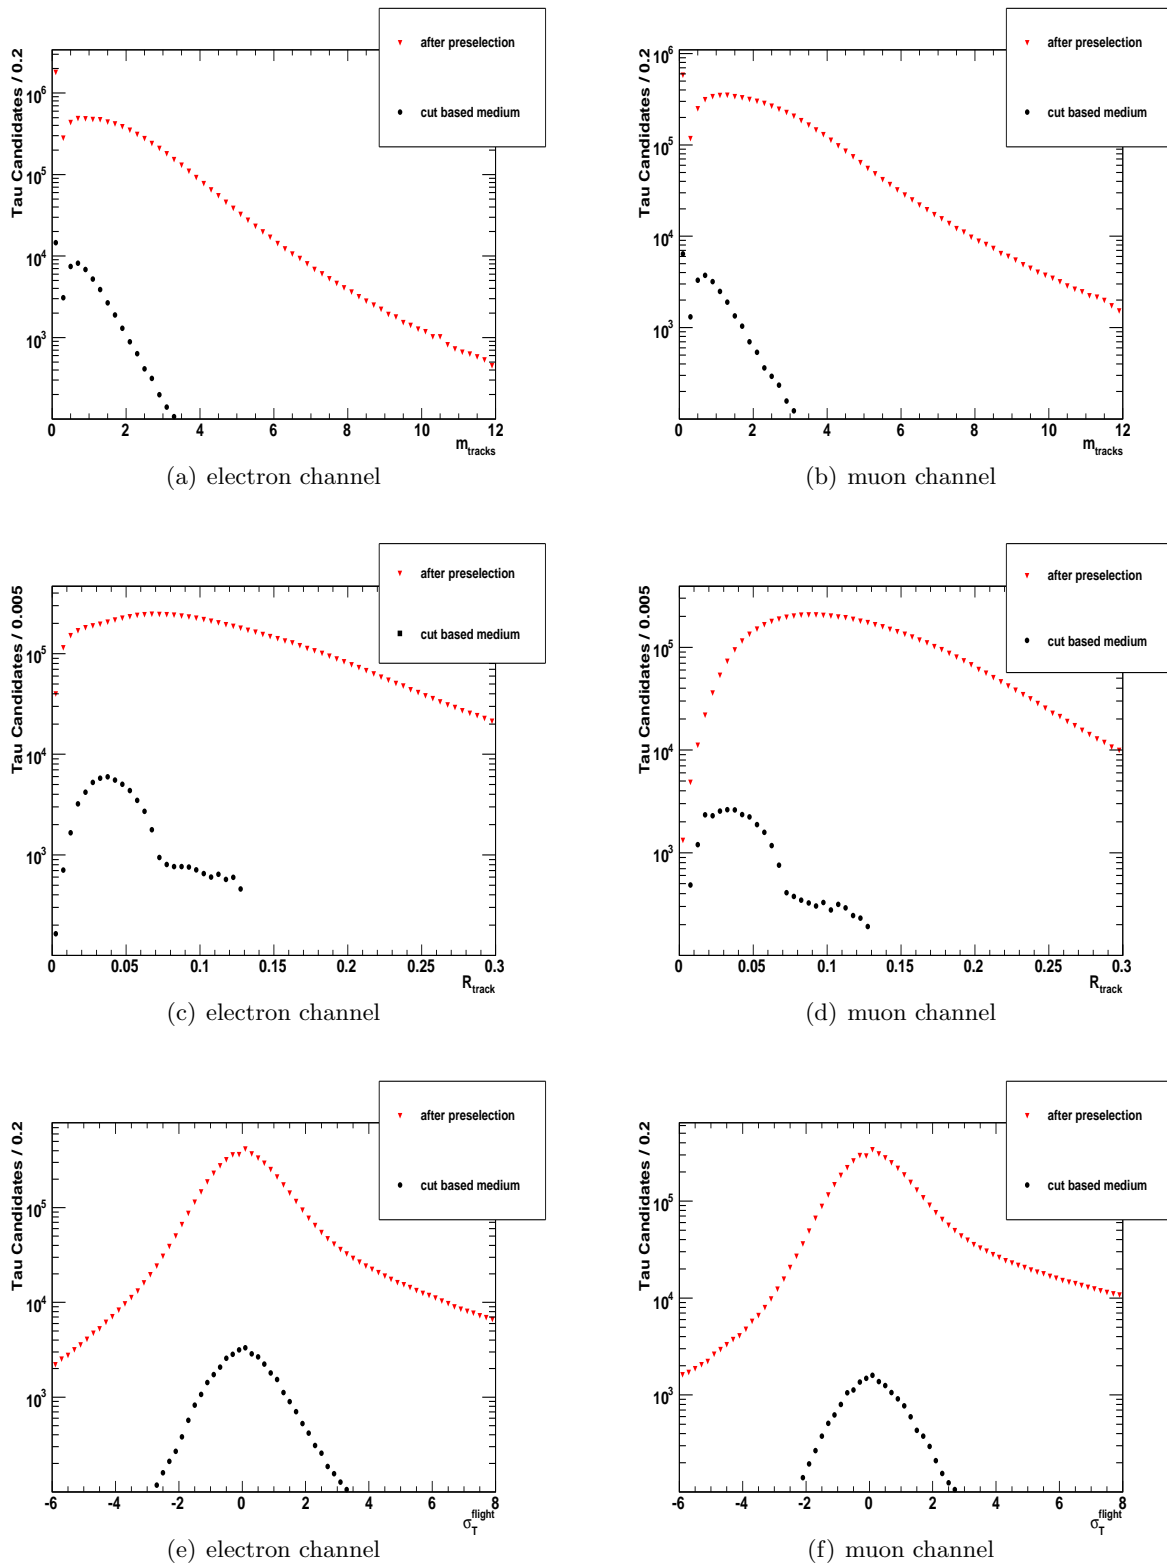 after preselection
cut based medium
Tau Candidates / 0.2
10^6
10^5
10^4
10^3
0 2 4 6 8 10 12
m_tracks
(a) electron channel
after preselection
cut based medium
Tau Candidates / 0.2
10^6
10^5
10^4
10^3
0 2 4 6 8 10 12
m_tracks
(b) muon channel
after preselection
cut based medium
Tau Candidates / 0.005
10^5
10^4
10^3
0 0.05 0.1 0.15 0.2 0.25 0.3
R_track
(c) electron channel
after preselection
cut based medium
Tau Candidates / 0.005
10^5
10^4
10^3
0 0.05 0.1 0.15 0.2 0.25 0.3
R_track
(d) muon channel
after preselection
cut based medium
Tau Candidates / 0.2
10^5
10^4
10^3
-6 -4 -2 0 2 4 6 8
σ_T^flight
(e) electron channel
after preselection
cut based medium
Tau Candidates / 0.2
10^5
10^4
10^3
-6 -4 -2 0 2 4 6 8
σ_T^flight
(f) muon channel